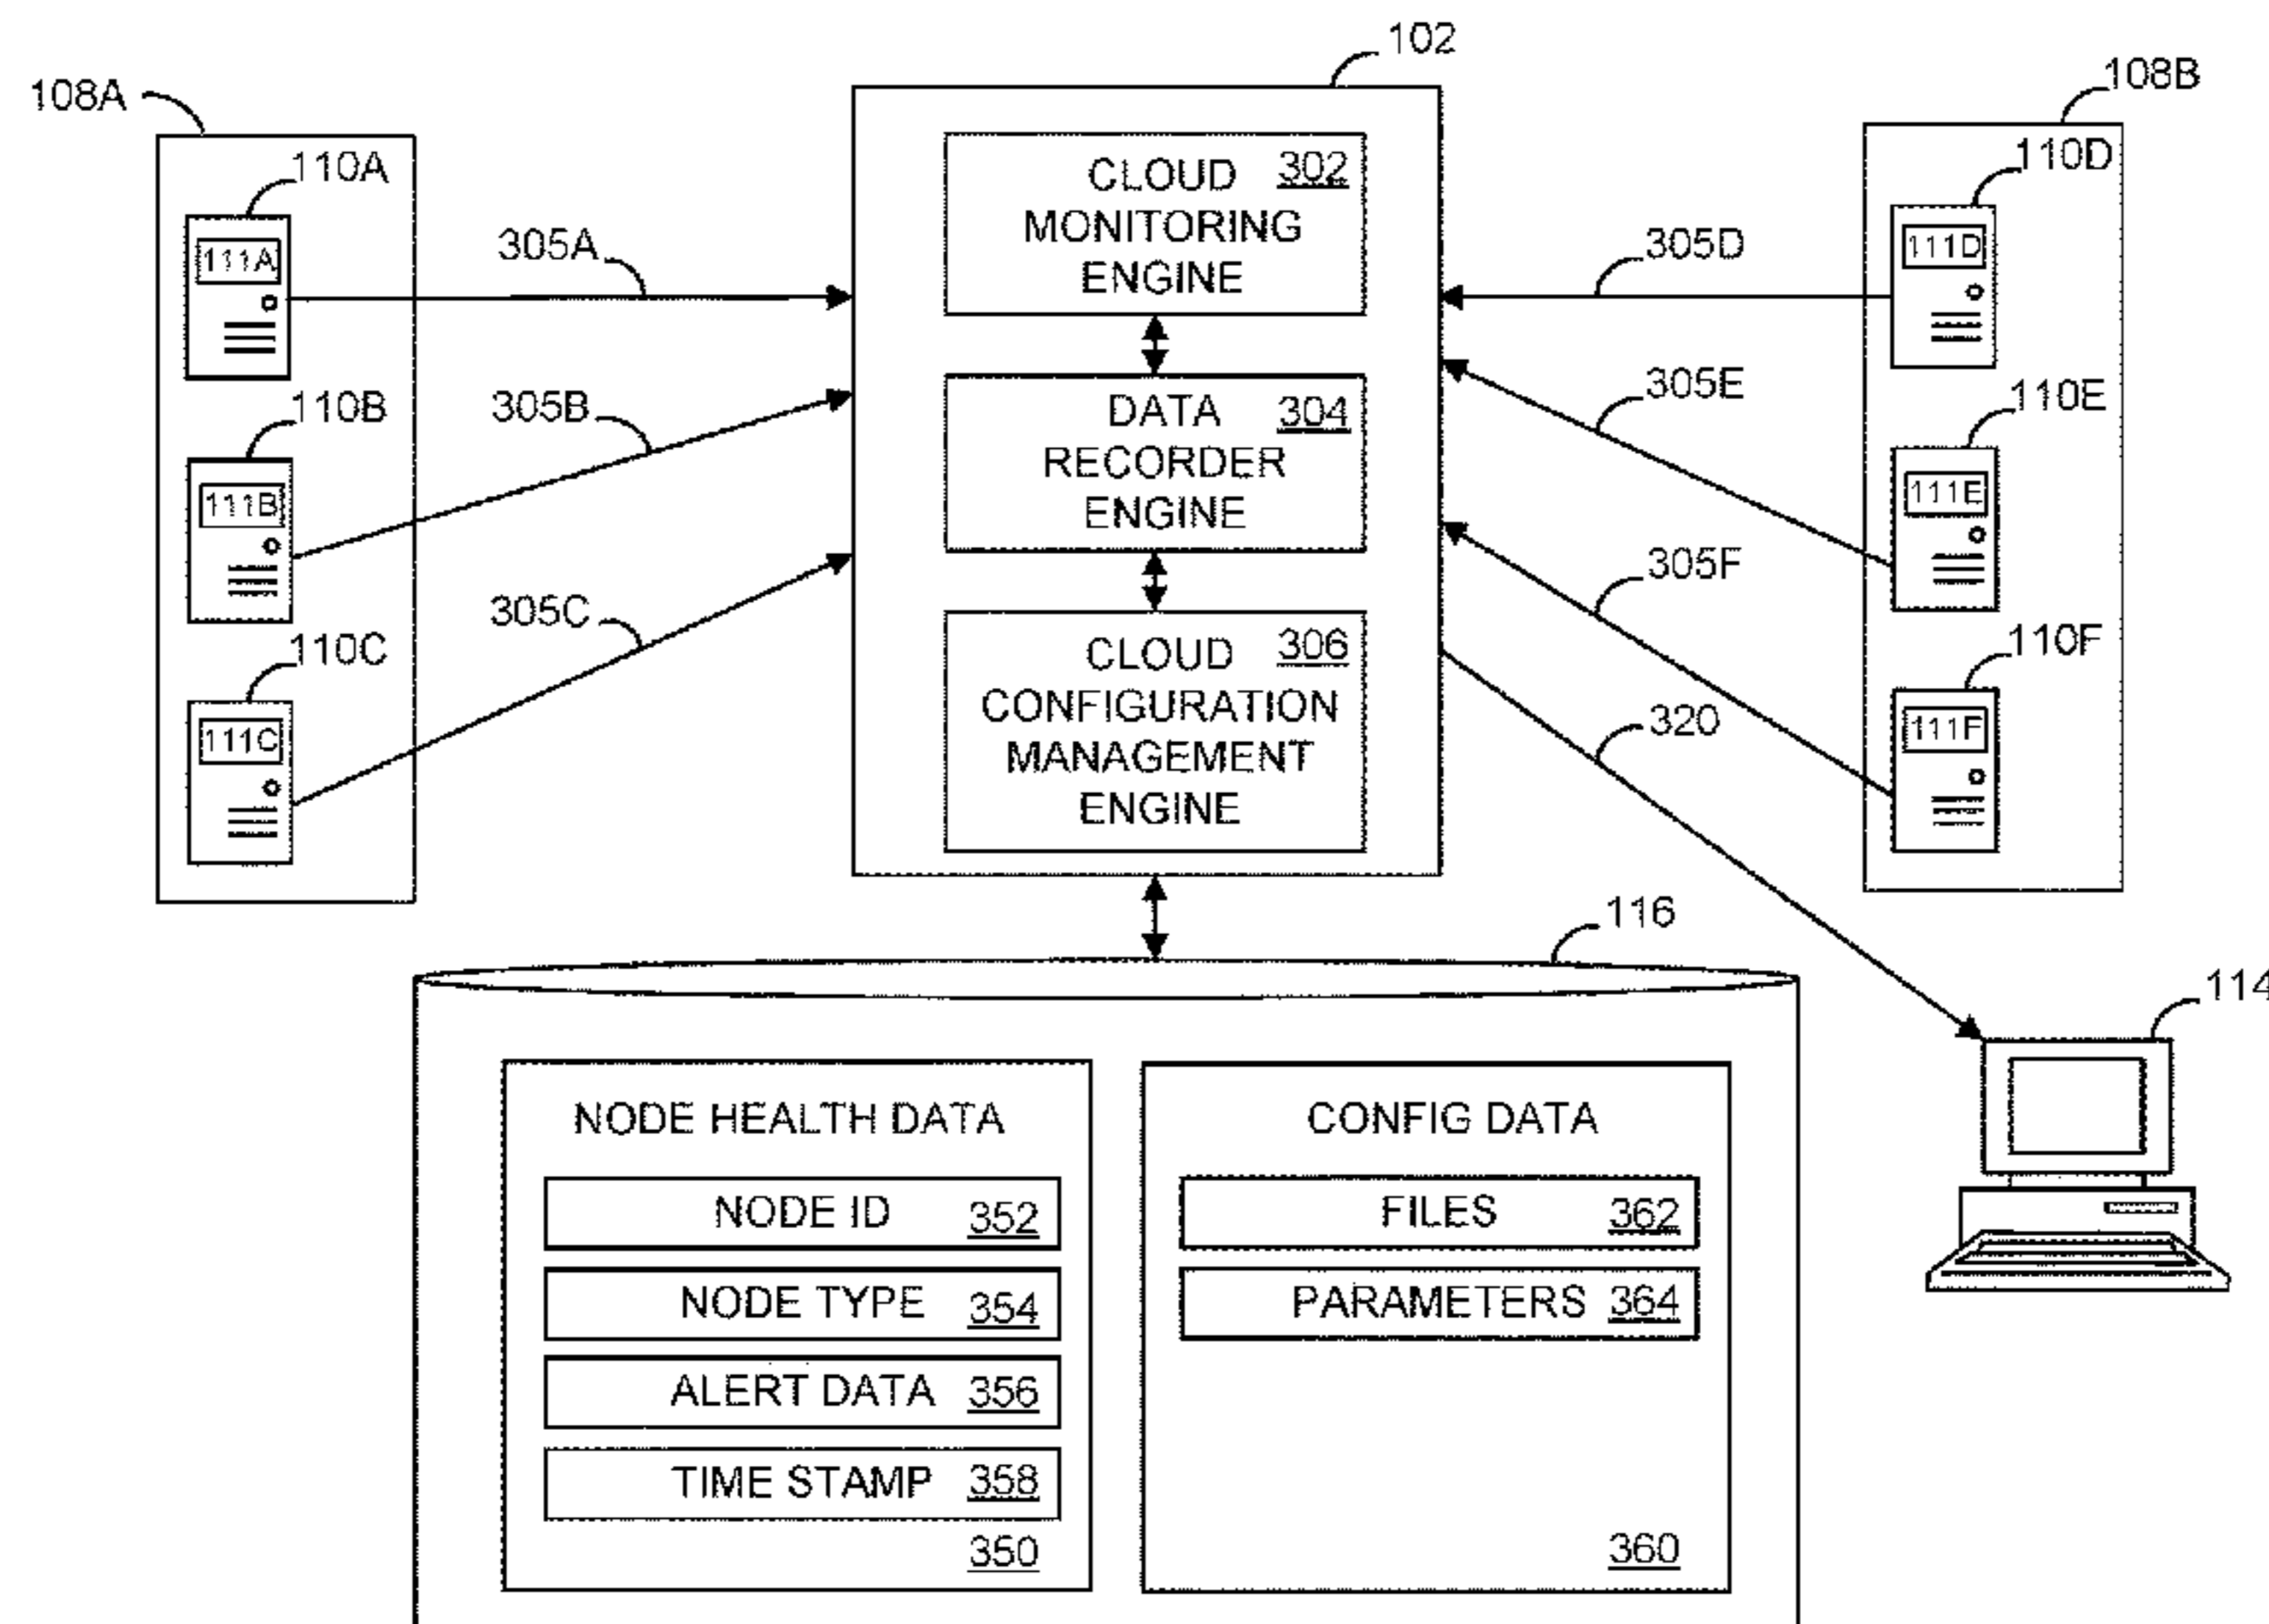 102
108A
108B
110A
111A
305A
110B
111B
305B
110C
111C
305C
CLOUD 302
MONITORING
ENGINE
DATA 304
RECORDER
ENGINE
CLOUD 306
CONFIGURATION
MANAGEMENT
ENGINE
110D
111D
305D
110E
111E
305E
110F
111F
305F
320
116
114
NODE HEALTH DATA
NODE ID 352
NODE TYPE 354
ALERT DATA 356
TIME STAMP 358
350
CONFIG DATA
FILES 362
PARAMETERS 364
360